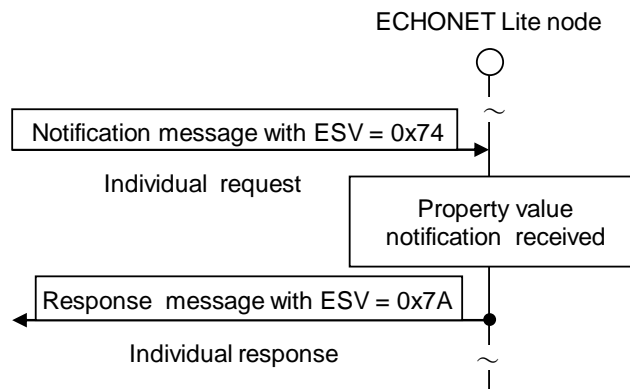 ECHONET Lite node
~
Notification message with ESV = 0x74
Individual request
Property value
notification received
Response message with ESV = 0x7A
Individual response
~